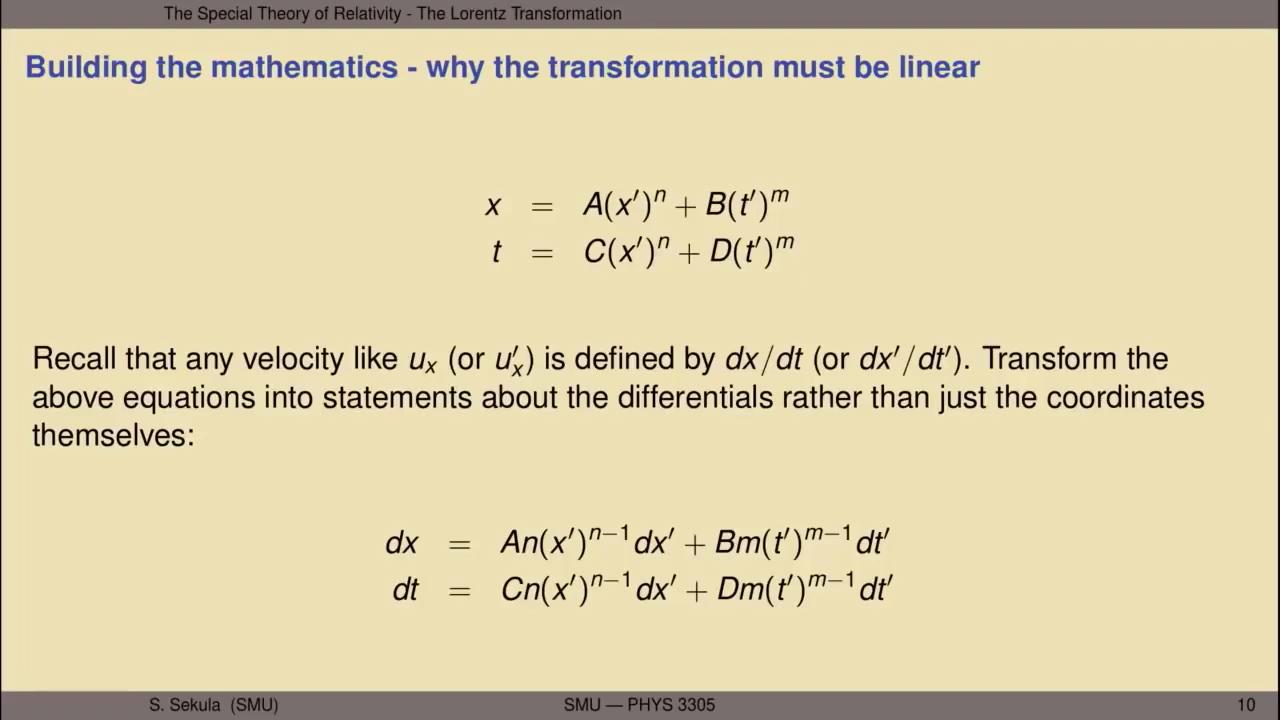 The Special Theory of Relativity - The Lorentz Transformation
Building the mathematics - why the transformation must be linear
x = A(x′)ⁿ + B(t′)ᵐ
t = C(x′)ⁿ + D(t′)ᵐ
Recall that any velocity like uₓ (or u′ₓ) is defined by dx/dt (or dx′/dt′). Transform the
above equations into statements about the differentials rather than just the coordinates
themselves:
dx = An(x′)ⁿ⁻¹dx′ + Bm(t′)ᵐ⁻¹dt′
dt = Cn(x′)ⁿ⁻¹dx′ + Dm(t′)ᵐ⁻¹dt′
S. Sekula (SMU) SMU — PHYS 3305 10